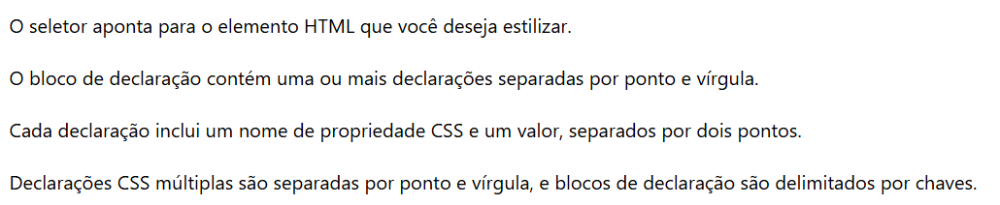 O seletor aponta para o elemento HTML que você deseja estilizar.
O bloco de declaração contém uma ou mais declarações separadas por ponto e vírgula.
Cada declaração inclui um nome de propriedade CSS e um valor, separados por dois pontos.
Declarações CSS múltiplas são separadas por ponto e vírgula, e blocos de declaração são delimitados por chaves.